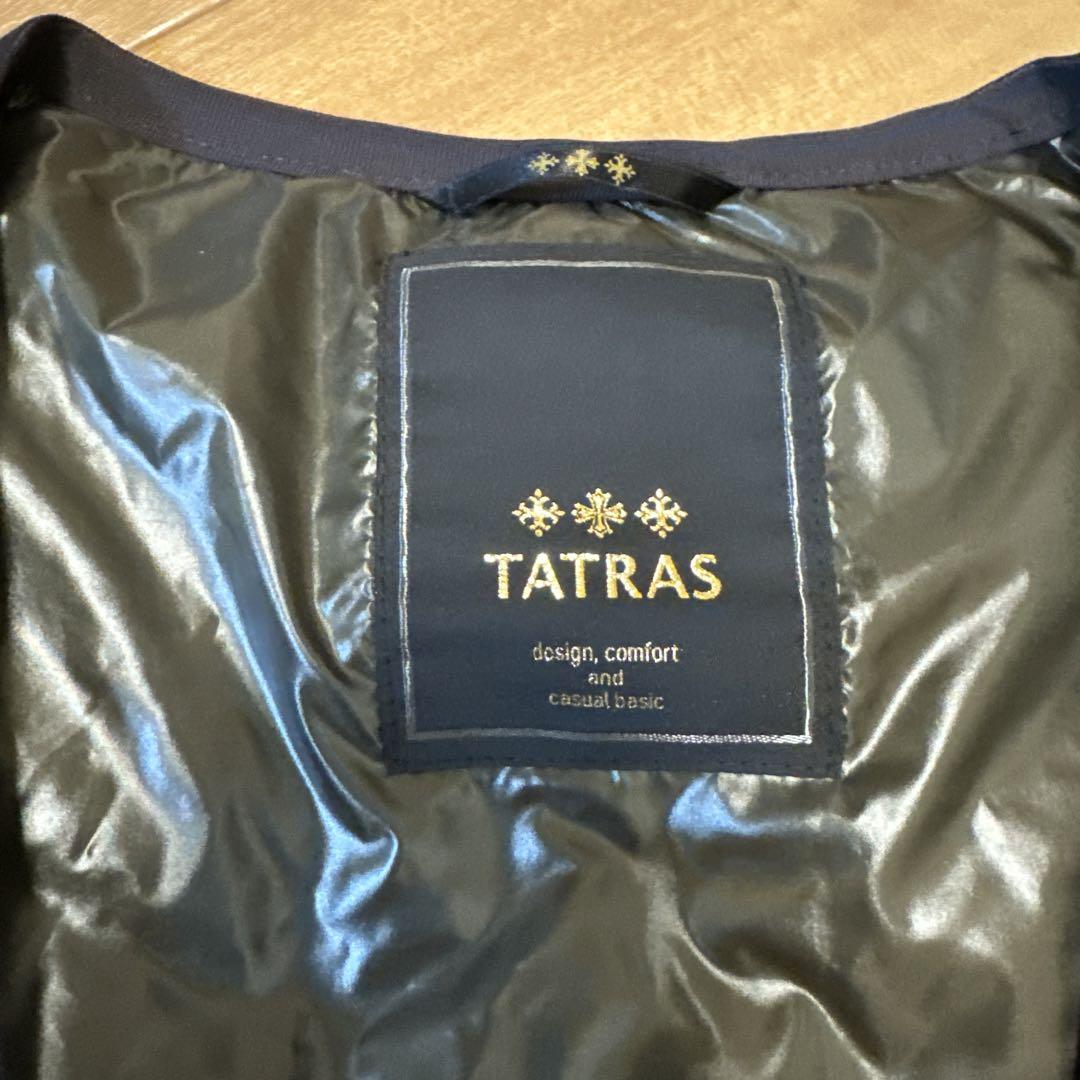 TATRAS
design, comfort
and
casual basic